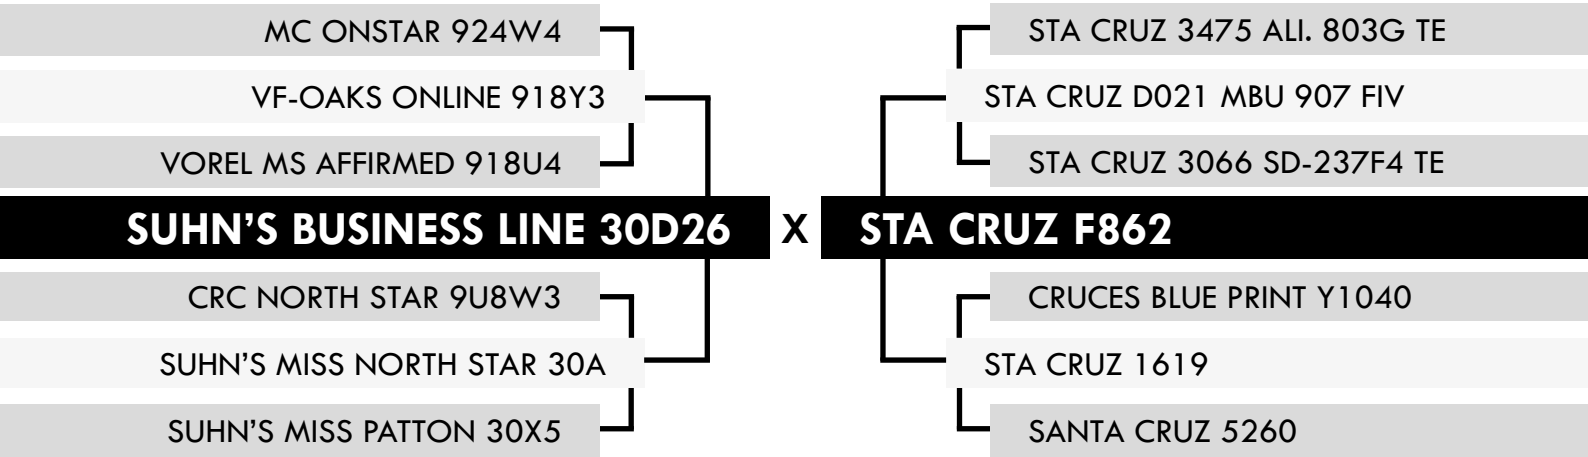 MC ONSTAR 924W4
VF-OAKS ONLINE 918Y3
VOREL MS AFFIRMED 918U4
SUHN'S BUSINESS LINE 30D26
CRC NORTH STAR 9U8W3
SUHN'S MISS NORTH STAR 30A
SUHN'S MISS PATTON 30X5
X
STA CRUZ 3475 ALI. 803G TE
STA CRUZ D021 MBU 907 FIV
STA CRUZ 3066 SD-237F4 TE
STA CRUZ F862
CRUCES BLUE PRINT Y1040
STA CRUZ 1619
SANTA CRUZ 5260